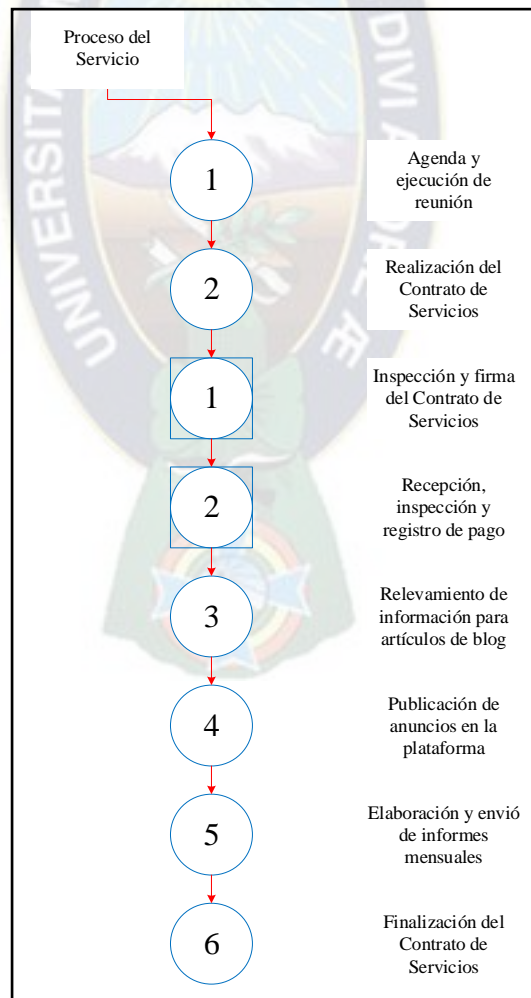 Proceso del
Servicio
1
Agenda y
ejecución de
reunión
2
Realización del
Contrato de
Servicios
1
Inspección y firma
del Contrato de
Servicios
2
Recepción,
inspección y
registro de pago
3
Relevamiento de
información para
artículos de blog
4
Publicación de
anuncios en la
plataforma
5
Elaboración y envió
de informes
mensuales
6
Finalización del
Contrato de
Servicios